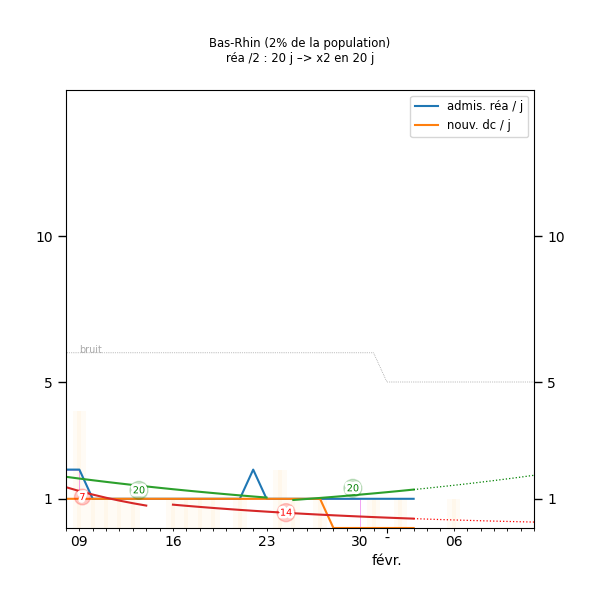 Bas-Rhin (2% de la population)
réa /2 : 20 j –> x2 en 20 j
admis. réa / j
nouv. dc / j
10
10
bruit
5
5
7
20
20
14
1
1
09
16
23
30
-
06
févr.